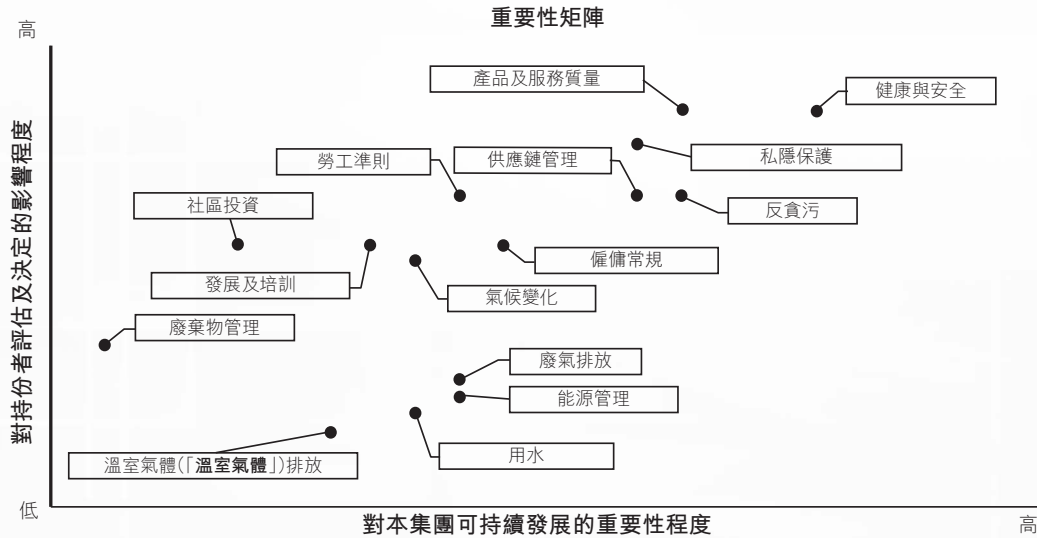 重要性矩陣
高
產品及服務質量
健康與安全
勞工準則
供應鏈管理
私隱保護
社區投資
反貪污
僱傭常規
發展及培訓
氣候變化
廢棄物管理
廢氣排放
能源管理
用水
溫室氣體(「溫室氣體」)排放
對持份者評估及決定的影響程度
低
對本集團可持續發展的重要性程度
高